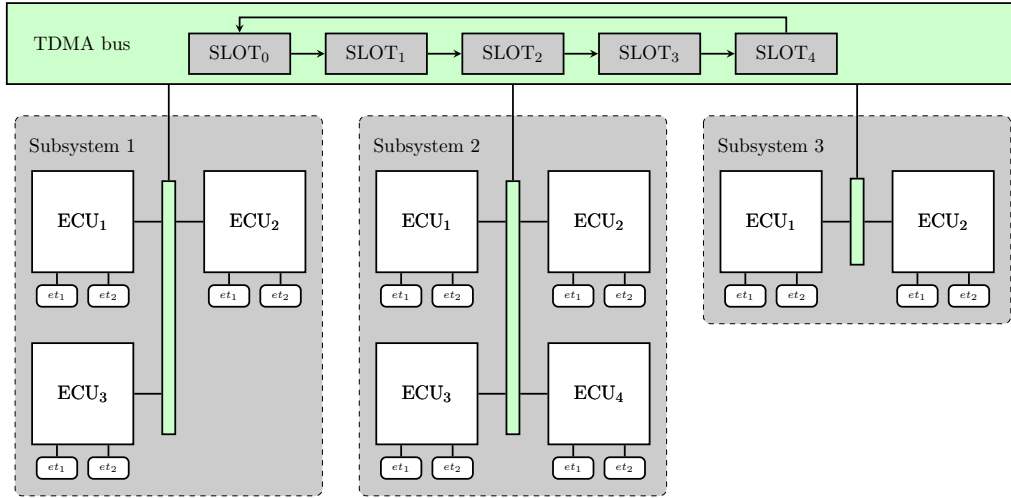 TDMA bus
SLOT₀ SLOT₁ SLOT₂ SLOT₃ SLOT₄
Subsystem 1
ECU₁ ECU₂
et₁ et₂ et₁ et₂
ECU₃
et₁ et₂
Subsystem 2
ECU₁ ECU₂
et₁ et₂ et₁ et₂
ECU₃ ECU₄
et₁ et₂ et₁ et₂
Subsystem 3
ECU₁ ECU₂
et₁ et₂ et₁ et₂